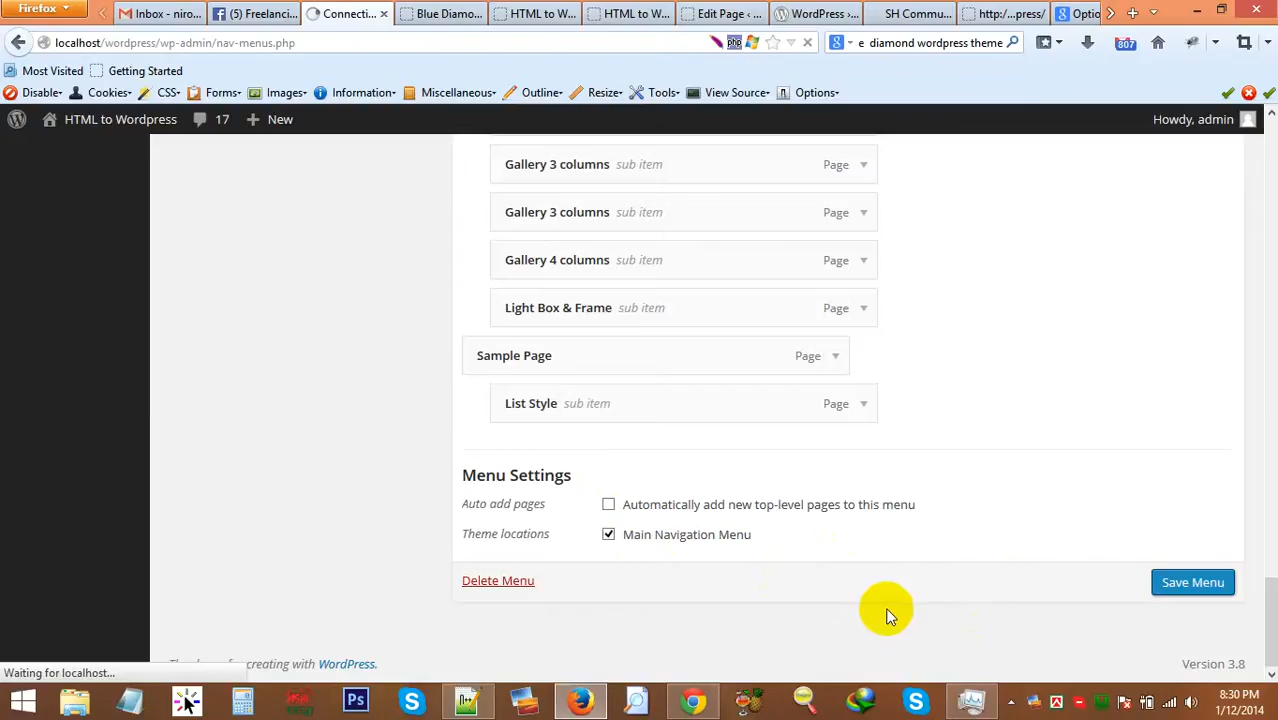 Firefox
Inbox - niro...
(5) Freelanci...
Connecti...
Blue Diamo...
HTML to W...
HTML to W...
Edit Page ‹ ...
WordPress ›...
SH Commu...
http:/...press/
Optio
localhost/wordpress/wp-admin/nav-menus.php
php
e diamond wordpress theme
807
Most Visited
Getting Started
Disable
Cookies
CSS
Forms
Images
Information
Miscellaneous
Outline
Resize
Tools
View Source
Options
HTML to Wordpress
17
New
Howdy, admin
Gallery 3 columns sub item Page
Gallery 3 columns sub item Page
Gallery 4 columns sub item Page
Light Box & Frame sub item Page
Sample Page Page
List Style sub item Page
Menu Settings
Auto add pages Automatically add new top-level pages to this menu
Theme locations Main Navigation Menu
Delete Menu
Save Menu
creating with WordPress.
Version 3.8
Waiting for localhost...
Ps
8:30 PM
1/12/2014